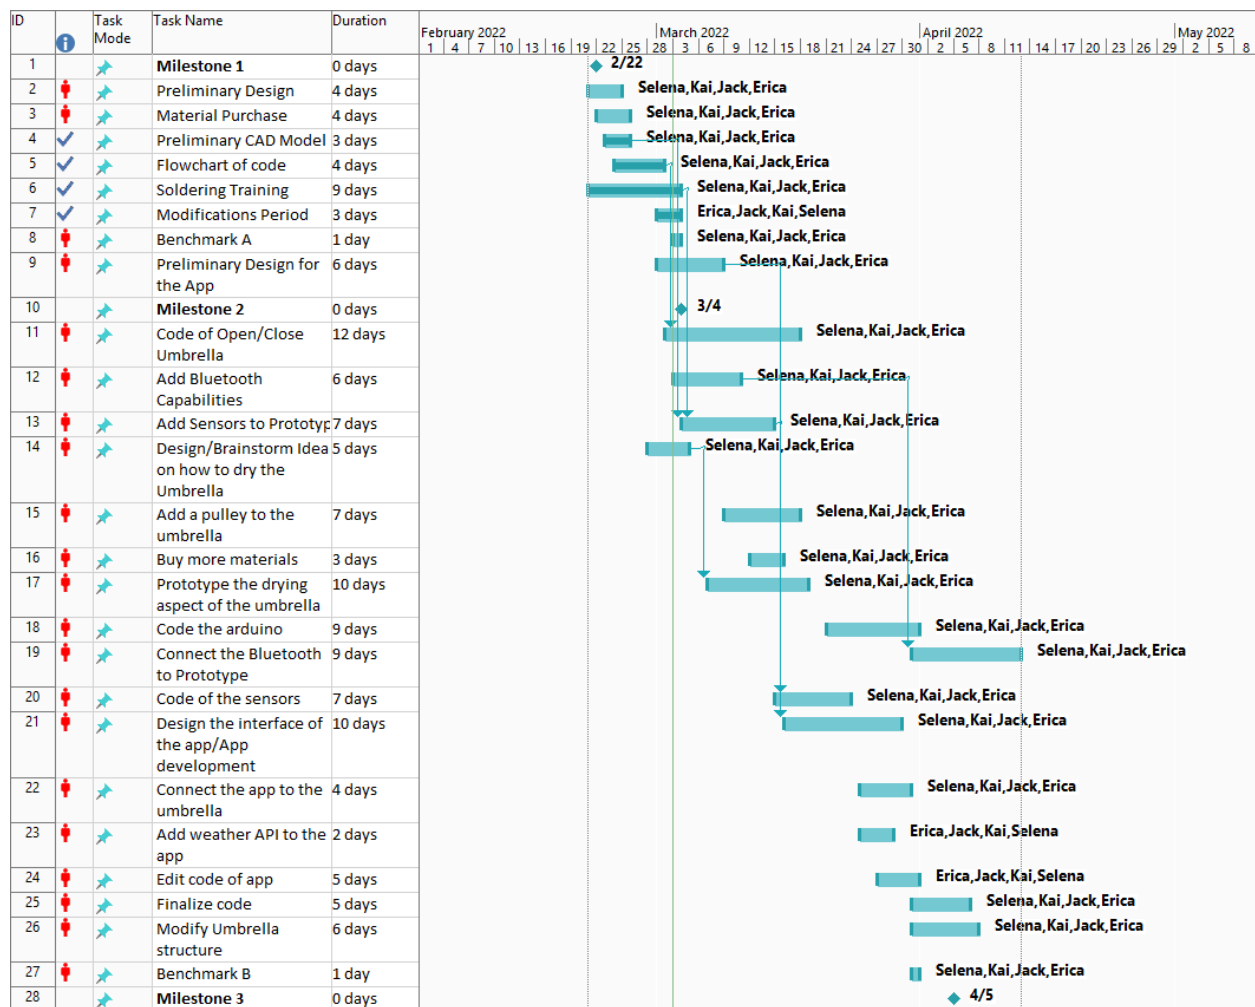 ID Task Mode Task Name Duration
February 2022 March 2022 April 2022 May 2022
1 4 7 10 13 16 19 22 25 28 3 6 9 12 15 18 21 24 27 30 2 5 8 11 14 17 20 23 26 29 2 5 8
1 Milestone 1 0 days 2/22
2 Preliminary Design 4 days Selena,Kai,Jack,Erica
3 Material Purchase 4 days Selena,Kai,Jack,Erica
4 Preliminary CAD Model 3 days Selena,Kai,Jack,Erica
5 Flowchart of code 4 days Selena,Kai,Jack,Erica
6 Soldering Training 9 days Selena,Kai,Jack,Erica
7 Modifications Period 3 days Erica,Jack,Kai,Selena
8 Benchmark A 1 day Selena,Kai,Jack,Erica
9 Preliminary Design for 6 days Selena,Kai,Jack,Erica
the App
10 Milestone 2 0 days 3/4
11 Code of Open/Close 12 days Selena,Kai,Jack,Erica
Umbrella
12 Add Bluetooth 6 days Selena,Kai,Jack,Erica
Capabilities
13 Add Sensors to Prototyp 7 days Selena,Kai,Jack,Erica
14 Design/Brainstorm Idea 5 days Selena,Kai,Jack,Erica
on how to dry the
Umbrella
15 Add a pulley to the 7 days Selena,Kai,Jack,Erica
umbrella
16 Buy more materials 3 days Selena,Kai,Jack,Erica
17 Prototype the drying 10 days Selena,Kai,Jack,Erica
aspect of the umbrella
18 Code the arduino 9 days Selena,Kai,Jack,Erica
19 Connect the Bluetooth 9 days Selena,Kai,Jack,Erica
to Prototype
20 Code of the sensors 7 days Selena,Kai,Jack,Erica
21 Design the interface of 10 days Selena,Kai,Jack,Erica
the app/App
development
22 Connect the app to the 4 days Selena,Kai,Jack,Erica
umbrella
23 Add weather API to the 2 days Erica,Jack,Kai,Selena
app
24 Edit code of app 5 days Erica,Jack,Kai,Selena
25 Finalize code 5 days Selena,Kai,Jack,Erica
26 Modify Umbrella 6 days Selena,Kai,Jack,Erica
structure
27 Benchmark B 1 day Selena,Kai,Jack,Erica
28 Milestone 3 0 days 4/5